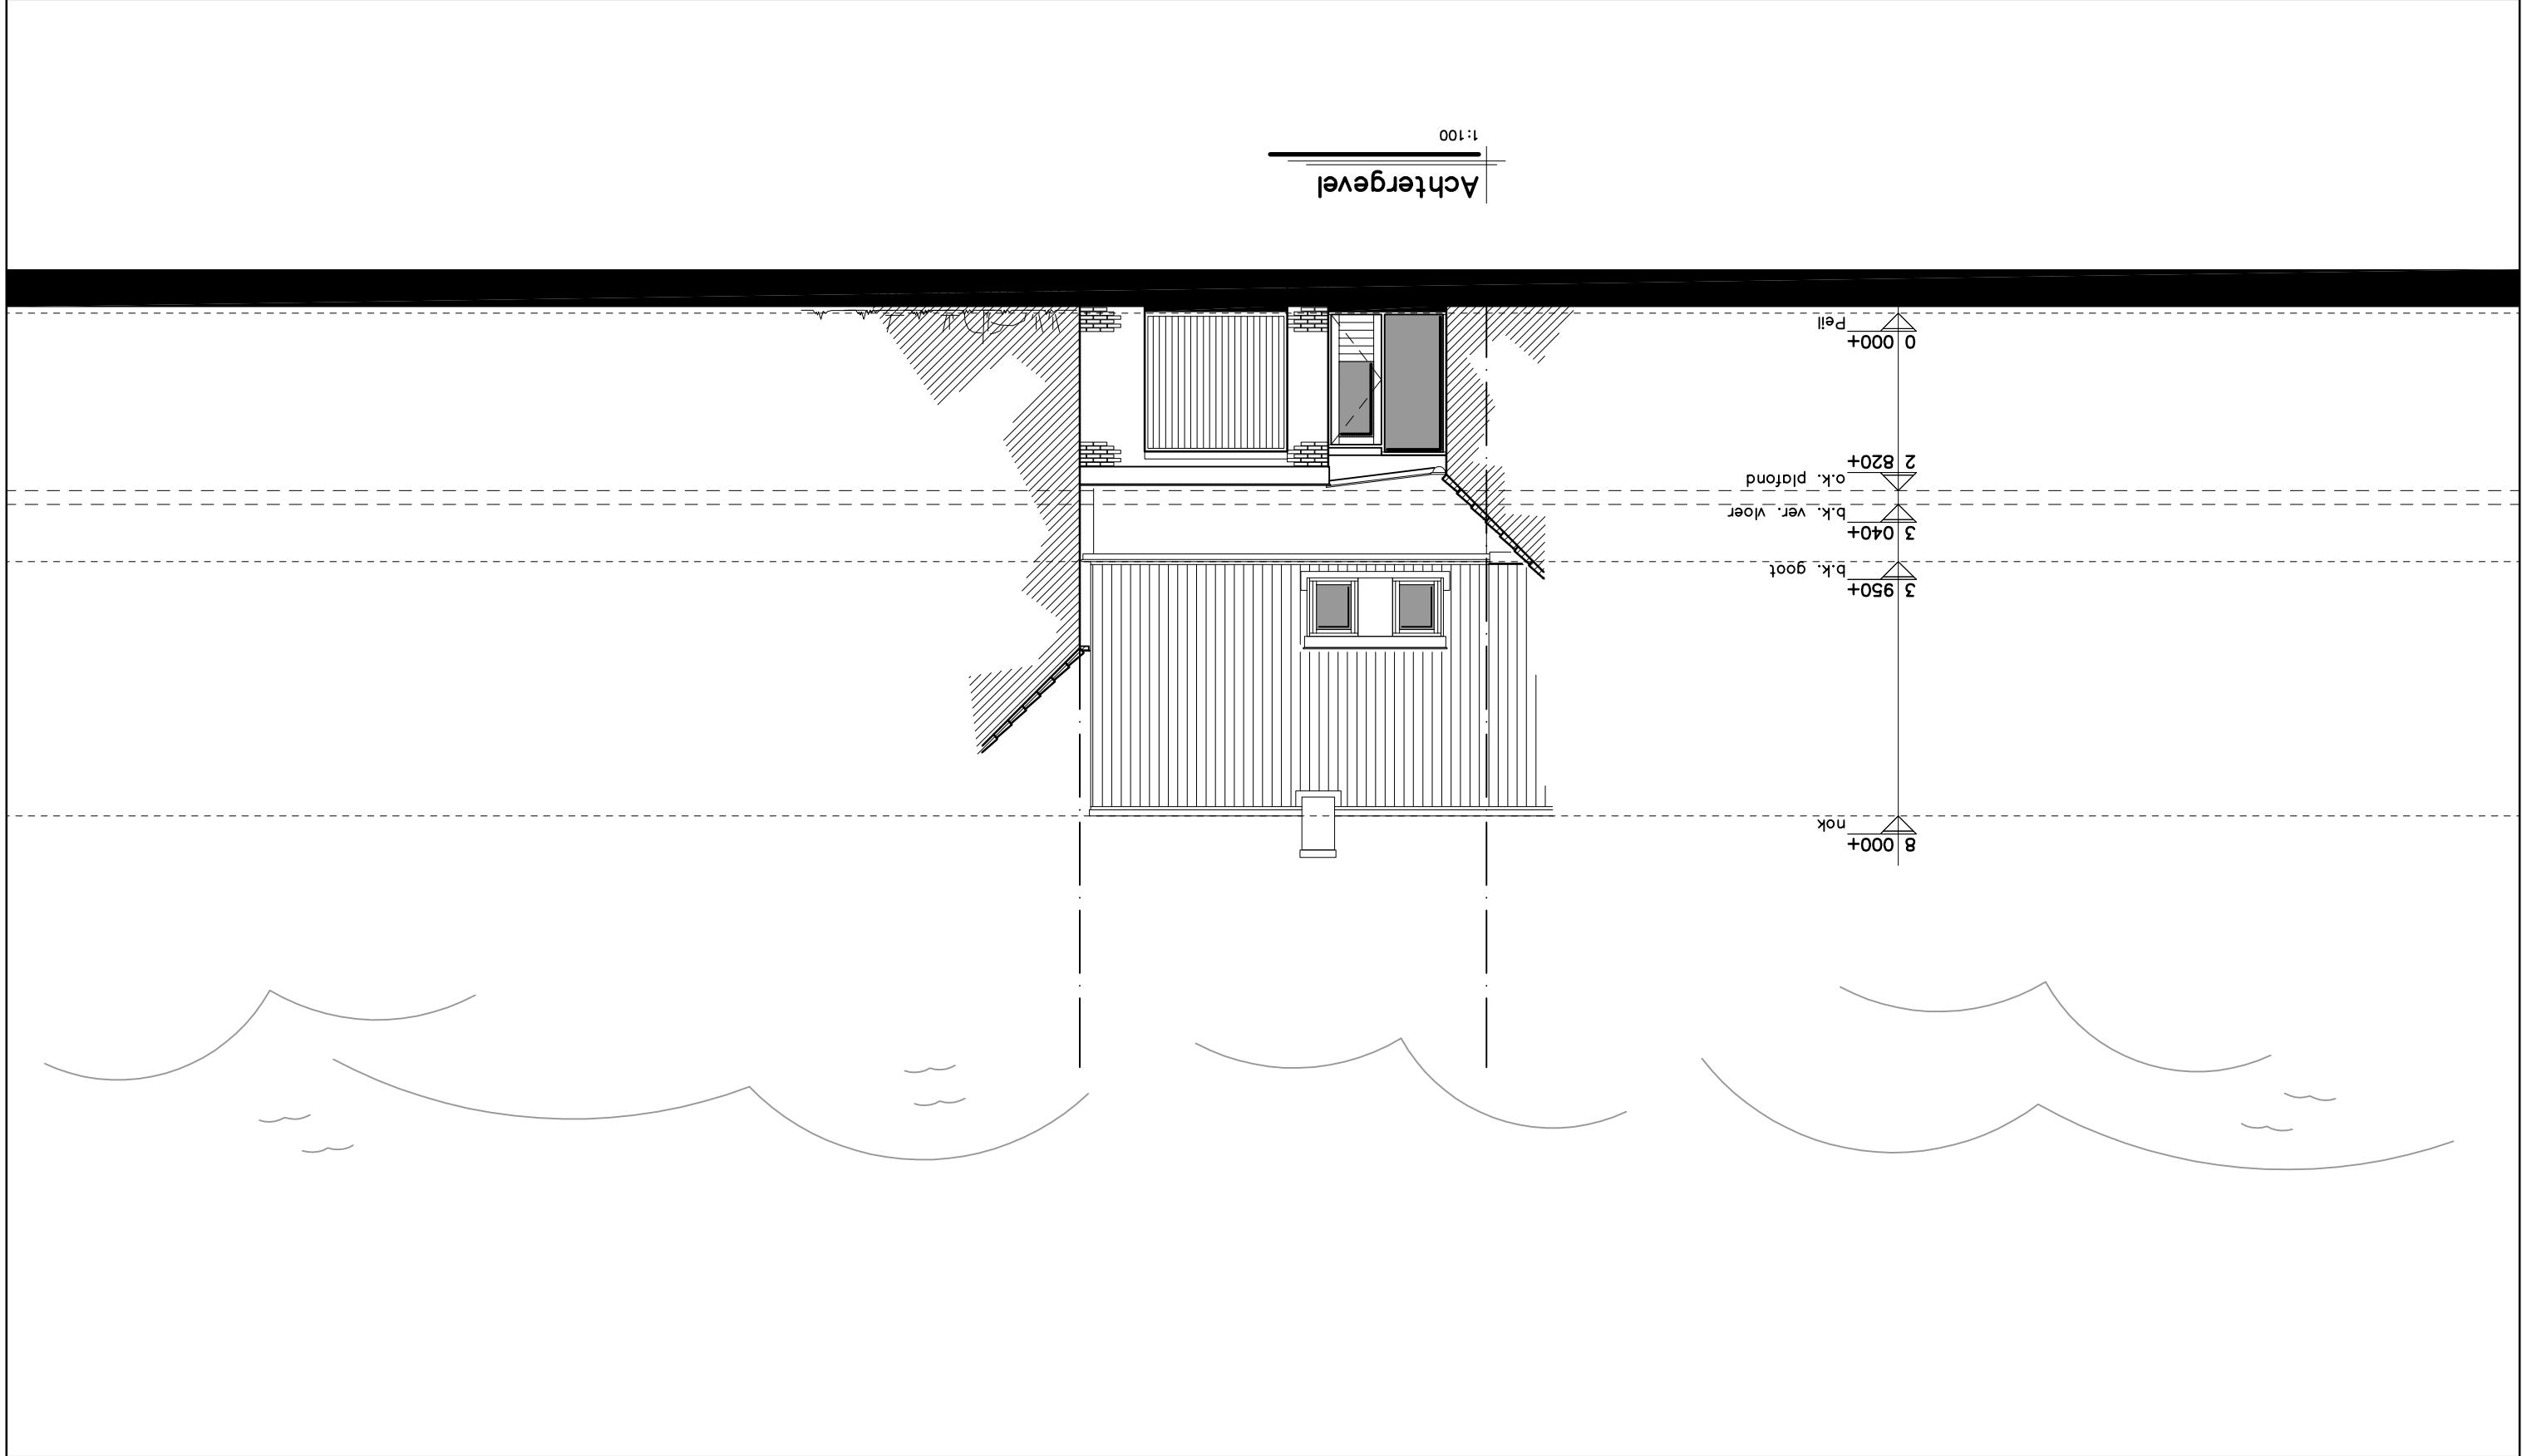 8 000+
nok
3 950+
b.k. goot
3 040+
b.k. ver. vloer
o.k. plafond
2 820+
0 000+
Peil
Achtergevel
1:100